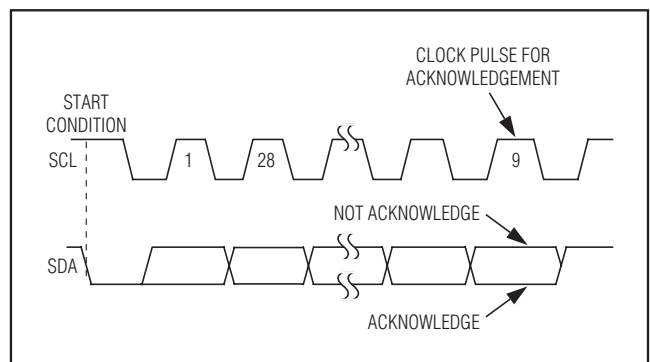 CLOCK PULSE FOR
ACKNOWLEDGEMENT
START
CONDITION
SCL
1
28
9
NOT ACKNOWLEDGE
SDA
ACKNOWLEDGE